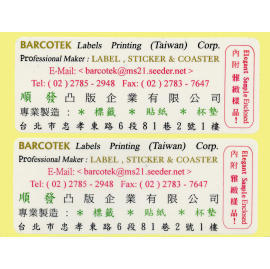 BARCOTEK Labels Printing (Taiwan) Corp.
Professional Maker : LABEL , STICKER & COASTER
E-Mail: < barcotek@ms21.seeder.net >
Tel: ( 02 ) 2785 - 2948 Fax: ( 02 ) 2783 - 7647
順發凸版企業有限公司
專業製造 : * 標籤 * 貼紙 * 杯墊
台北市忠孝東路6段81巷2號1樓
Elegant Sample Enclosed
內附雅緻樣品!
BARCOTEK Labels Printing (Taiwan) Corp.
Professional Maker : LABEL , STICKER & COASTER
E-Mail: < barcotek@ms21.seeder.net >
Tel: ( 02 ) 2785 - 2948 Fax: ( 02 ) 2783 - 7647
順發凸版企業有限公司
專業製造 : * 標籤 * 貼紙 * 杯墊
台北市忠孝東路6段81巷2號1樓
Elegant Sample Enclosed
內附雅緻樣品!